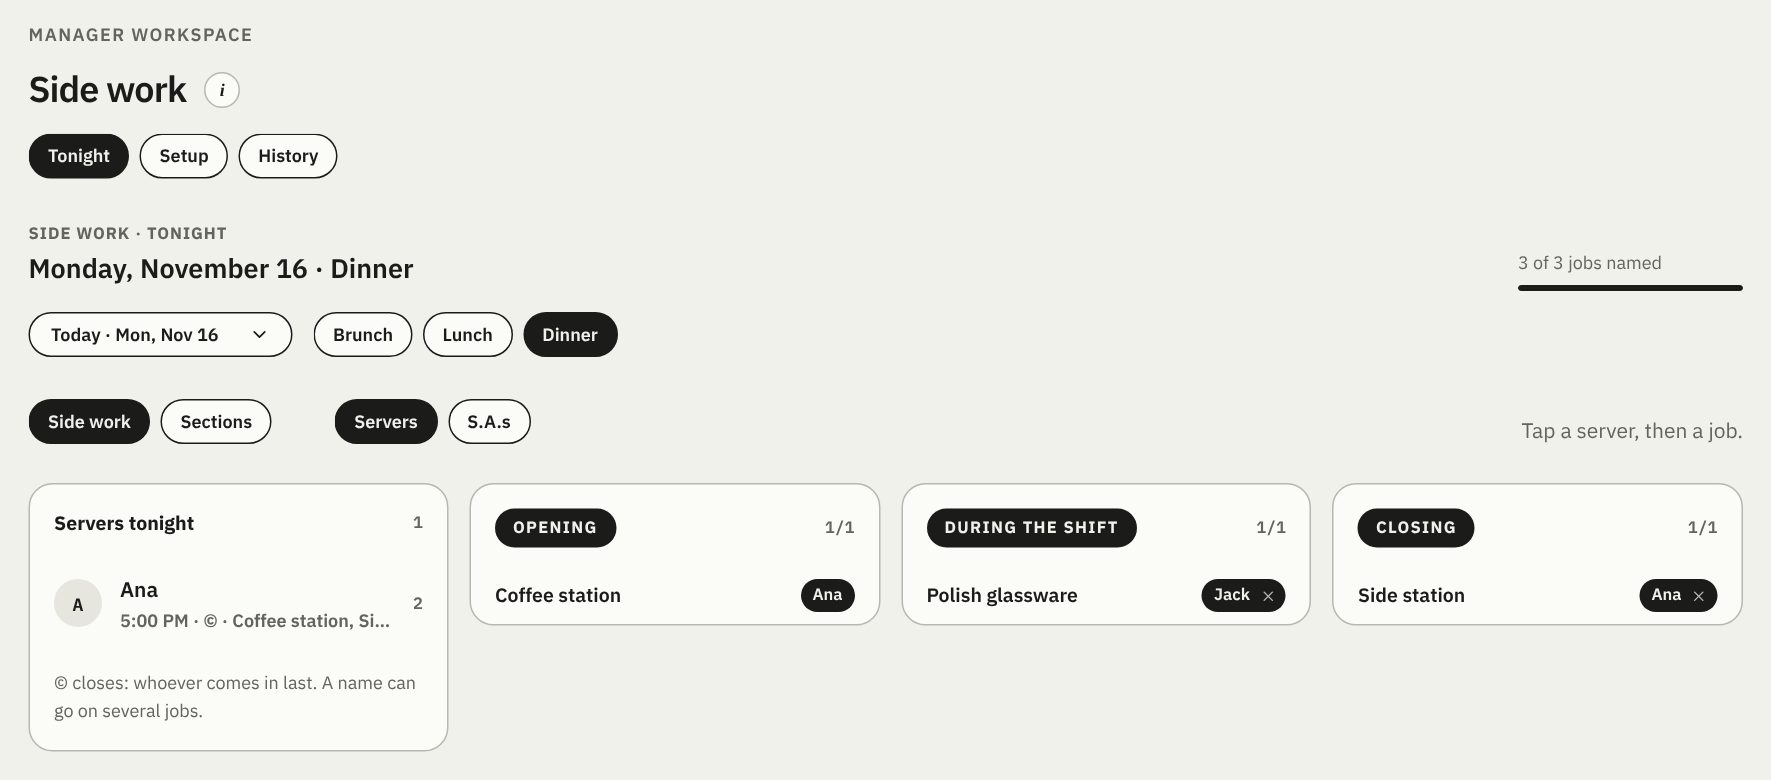 MANAGER WORKSPACE
Side work i
Tonight Setup History
SIDE WORK · TONIGHT
Monday, November 16 · Dinner
3 of 3 jobs named
Today · Mon, Nov 16 Brunch Lunch Dinner
Side work Sections Servers S.A.s
Tap a server, then a job.
Servers tonight 1
A Ana 2
5:00 PM · © · Coffee station, Si...
© closes: whoever comes in last. A name can
go on several jobs.
OPENING 1/1
Coffee station Ana
DURING THE SHIFT 1/1
Polish glassware Jack ×
CLOSING 1/1
Side station Ana ×